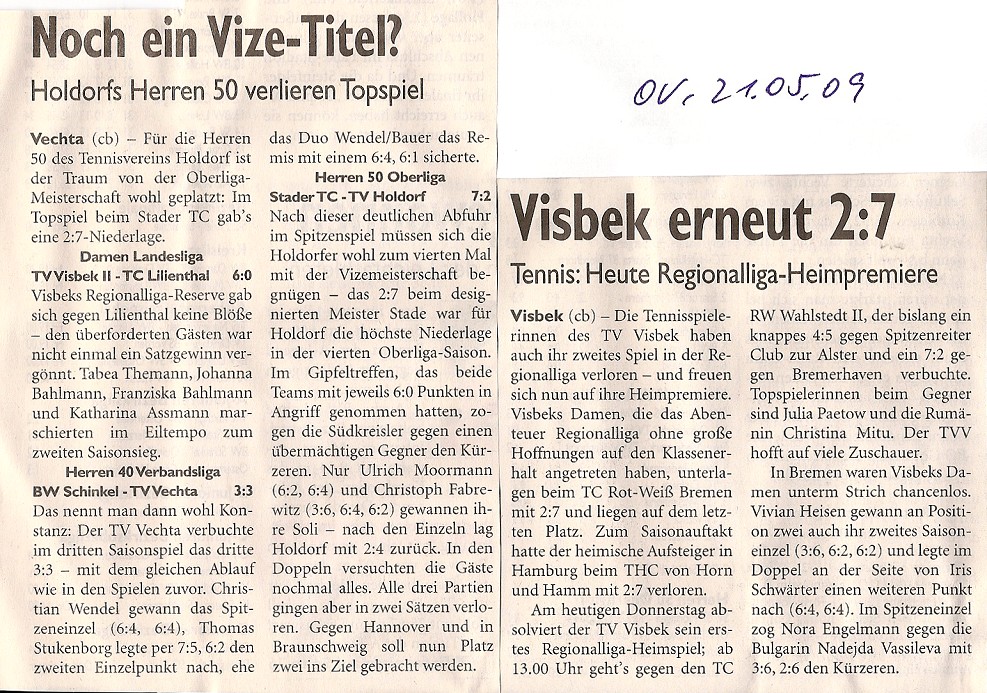 Noch ein Vize-Titel?
Holdorfs Herren 50 verlieren Topspiel
Vechta (cb) – Für die Herren
50 des Tennisvereins Holdorf ist
der Traum von der Oberliga-
Meisterschaft wohl geplatzt: Im
Topspiel beim Stader TC gab's
eine 2:7-Niederlage.
Damen Landesliga
TV Visbek II - TC Lilienthal 6:0
Visbeks Regionalliga-Reserve gab
sich gegen Lilienthal keine Blöße
– den überforderten Gästen war
nicht einmal ein Satzgewinn ver-
gönnt. Tabea Themann, Johanna
Bahlmann, Franziska Bahlmann
und Katharina Assmann mar-
schierten im Eiltempo zum
zweiten Saisonsieg.
Herren 40 Verbandsliga
BW Schinkel - TV Vechta 3:3
Das nennt man dann wohl Kon-
stanz: Der TV Vechta verbuchte
im dritten Saisonspiel das dritte
3:3 – mit dem gleichen Ablauf
wie in den Spielen zuvor. Chris-
tian Wendel gewann das Spit-
zeneinzel (6:4, 6:4), Thomas
Stukenborg legte per 7:5, 6:2 den
zweiten Einzelpunkt nach, ehe
das Duo Wendel/Bauer das Re-
mis mit einem 6:4, 6:1 sicherte.
Herren 50 Oberliga
Stader TC - TV Holdorf 7:2
Nach dieser deutlichen Abfuhr
im Spitzenspiel müssen sich die
Holdorfer wohl zum vierten Mal
mit der Vizemeisterschaft be-
gnügen – das 2:7 beim desig-
nierten Meister Stade war für
Holdorf die höchste Niederlage
in der vierten Oberliga-Saison.
Im Gipfeltreffen, das beide
Teams mit jeweils 6:0 Punkten in
Angriff genommen hatten, zo-
gen die Südkreisler gegen einen
übermächtigen Gegner den Kür-
zeren. Nur Ulrich Moormann
(6:2, 6:4) und Christoph Fabre-
witz (3:6, 6:4, 6:2) gewannen ih-
re Soli – nach den Einzeln lag
Holdorf mit 2:4 zurück. In den
Doppeln versuchten die Gäste
nochmal alles. Alle drei Partien
gingen aber in zwei Sätzen verlo-
ren. Gegen Hannover und in
Braunschweig soll nun Platz
zwei ins Ziel gebracht werden.
OV. 21.05.09
Visbek erneut 2:7
Tennis: Heute Regionalliga-Heimpremiere
Visbek (cb) – Die Tennisspiele-
rinnen des TV Visbek haben
auch ihr zweites Spiel in der Re-
gionalliga verloren – und freuen
sich nun auf ihre Heimpremiere.
Visbeks Damen, die das Aben-
teuer Regionalliga ohne große
Hoffnungen auf den Klassener-
halt angetreten haben, unterla-
gen beim TC Rot-Weiß Bremen
mit 2:7 und liegen auf dem letz-
ten Platz. Zum Saisonauftakt
hatte der heimische Aufsteiger in
Hamburg beim THC von Horn
und Hamm mit 2:7 verloren.
Am heutigen Donnerstag ab-
solviert der TV Visbek sein ers-
tes Regionalliga-Heimspiel; ab
13.00 Uhr geht's gegen den TC
RW Wahlstedt II, der bislang ein
knappes 4:5 gegen Spitzenreiter
Club zur Alster und ein 7:2 ge-
gen Bremerhaven verbuchte.
Topspielerinnen beim Gegner
sind Julia Paetow und die Rumä-
nin Christina Mitu. Der TVV
hofft auf viele Zuschauer.
In Bremen waren Visbeks Da-
men unterm Strich chancenlos.
Vivian Heisen gewann an Positi-
on zwei auch ihr zweites Saison-
einzel (3:6, 6:2, 6:2) und legte im
Doppel an der Seite von Iris
Schwärter einen weiteren Punkt
nach (6:4, 6:4). Im Spitzeneinzel
zog Nora Engelmann gegen die
Bulgarin Nadejda Vassileva mit
3:6, 2:6 den Kürzeren.